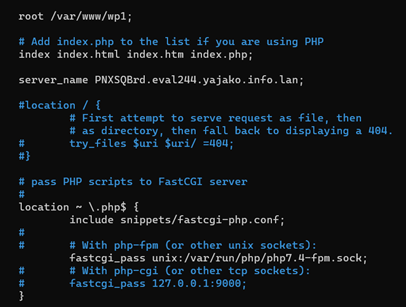 root /var/www/wp1;
# Add index.php to the list if you are using PHP
index index.html index.htm index.php;
server_name PNXSQBrd.eval244.yajako.info.lan;
#location / {
# First attempt to serve request as file, then
# as directory, then fall back to displaying a 404.
# try_files $uri $uri/ =404;
#}
# pass PHP scripts to FastCGI server
#
location ~ \.php$ {
include snippets/fastcgi-php.conf;
#
# # With php-fpm (or other unix sockets):
fastcgi_pass unix:/var/run/php/php7.4-fpm.sock;
# # With php-cgi (or other tcp sockets):
# fastcgi_pass 127.0.0.1:9000;
}